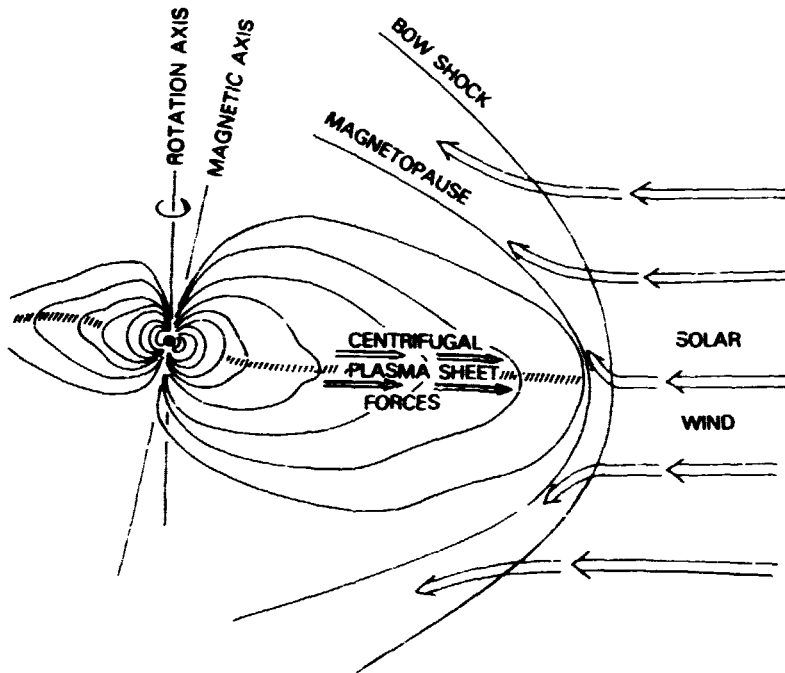 ROTATION AXIS
MAGNETIC AXIS
BOW SHOCK
MAGNETOPAUSE
CENTRIFUGAL
PLASMA SHEET
FORCES
SOLAR
WIND